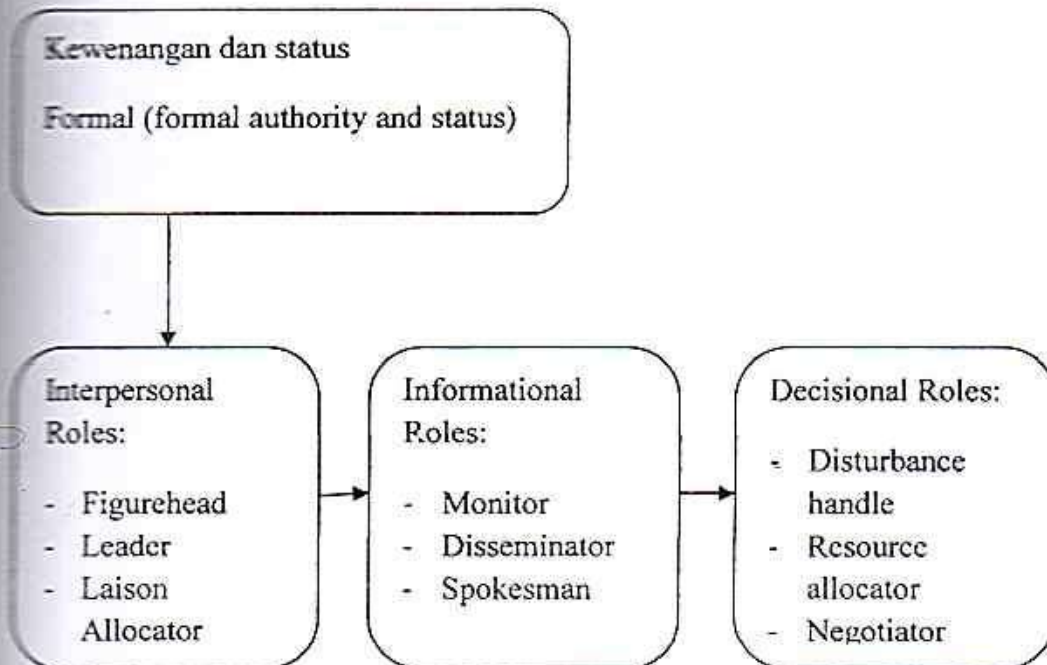 Kewenangan dan status
Formal (formal authority and status)
Interpersonal
Roles:
- Figurehead
- Leader
- Laison
Allocator
Informational
Roles:
- Monitor
- Disseminator
- Spokesman
Decisional Roles:
- Disturbance
handle
- Resource
allocator
- Negotiator